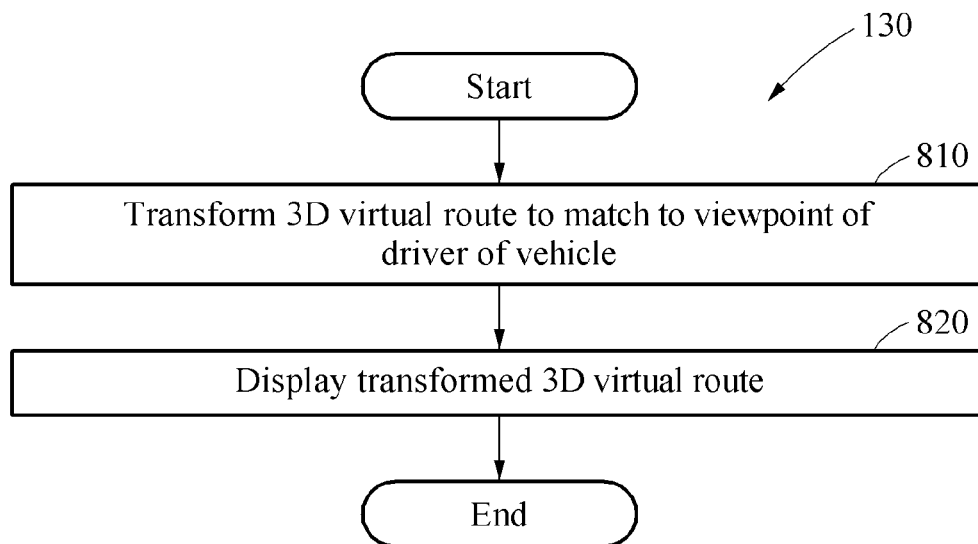 130
Start
810
Transform 3D virtual route to match to viewpoint of
driver of vehicle
820
Display transformed 3D virtual route
End